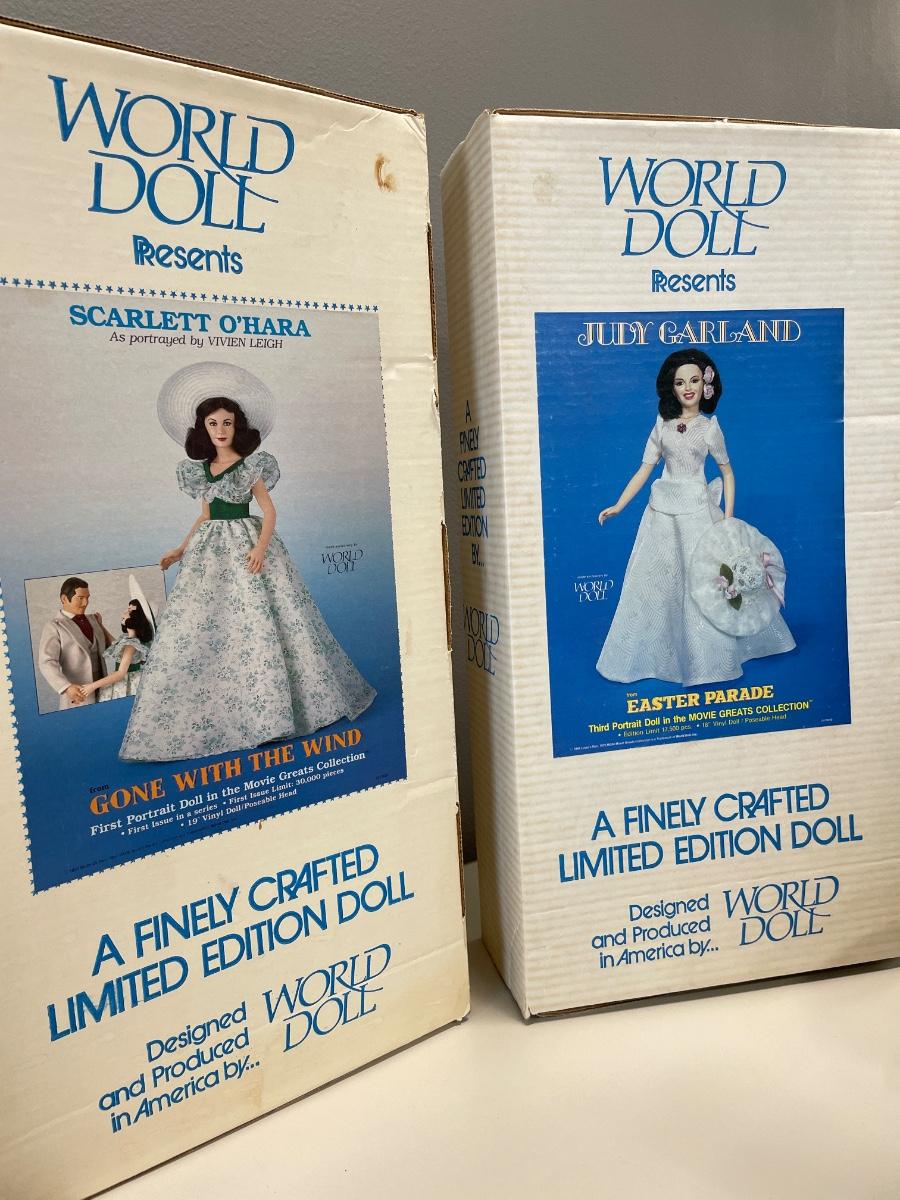 WORLD
DOLL
Presents
SCARLETT O'HARA
As portrayed by VIVIEN LEIGH
WORLD
DOLL
from
GONE WITH THE WIND
First Portrait Doll in the Movie Greats Collection
• First Issue in a series • First Issue Limit: 30,000 pieces
• 19" Vinyl Doll/Poseable Head
A FINELY CRAFTED
LIMITED EDITION DOLL
Designed
and Produced
in America by...
WORLD
DOLL
A
FINELY
CRAFTED
LIMITED
EDITION
BY...
WORLD
DOLL
WORLD
DOLL
Presents
JUDY GARLAND
WORLD
DOLL
from
EASTER PARADE
Third Portrait Doll in the MOVIE GREATS COLLECTION™
• Edition Limit 17,500 pcs. • 18" Vinyl Doll / Poseable Head
A FINELY CRAFTED
LIMITED EDITION DOLL
Designed
and Produced
in America by...
WORLD
DOLL